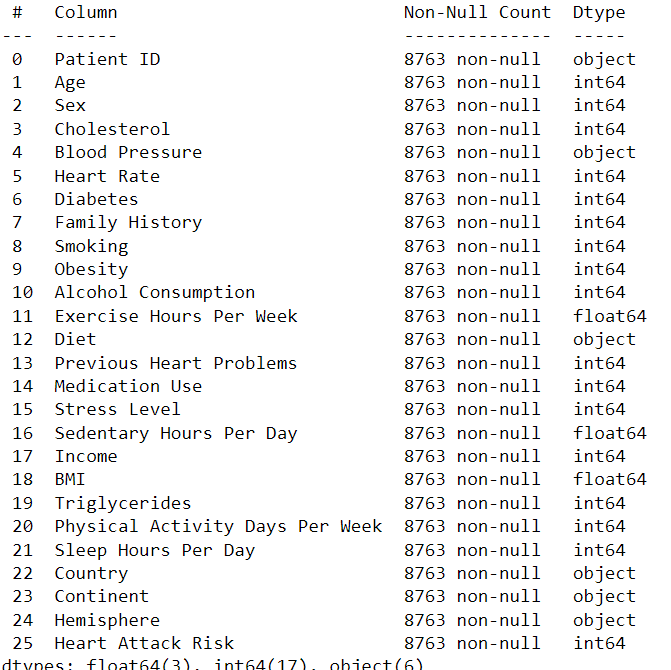 #   Column                           Non-Null Count  Dtype
---  ------                           --------------  -----
0   Patient ID                       8763 non-null   object
1   Age                              8763 non-null   int64
2   Sex                              8763 non-null   int64
3   Cholesterol                      8763 non-null   int64
4   Blood Pressure                   8763 non-null   object
5   Heart Rate                       8763 non-null   int64
6   Diabetes                         8763 non-null   int64
7   Family History                   8763 non-null   int64
8   Smoking                          8763 non-null   int64
9   Obesity                          8763 non-null   int64
10  Alcohol Consumption              8763 non-null   int64
11  Exercise Hours Per Week          8763 non-null   float64
12  Diet                             8763 non-null   object
13  Previous Heart Problems          8763 non-null   int64
14  Medication Use                   8763 non-null   int64
15  Stress Level                     8763 non-null   int64
16  Sedentary Hours Per Day          8763 non-null   float64
17  Income                           8763 non-null   int64
18  BMI                              8763 non-null   float64
19  Triglycerides                    8763 non-null   int64
20  Physical Activity Days Per Week  8763 non-null   int64
21  Sleep Hours Per Day              8763 non-null   int64
22  Country                          8763 non-null   object
23  Continent                        8763 non-null   object
24  Hemisphere                       8763 non-null   object
25  Heart Attack Risk                8763 non-null   int64
dtypes: float64(3), int64(17), object(6)